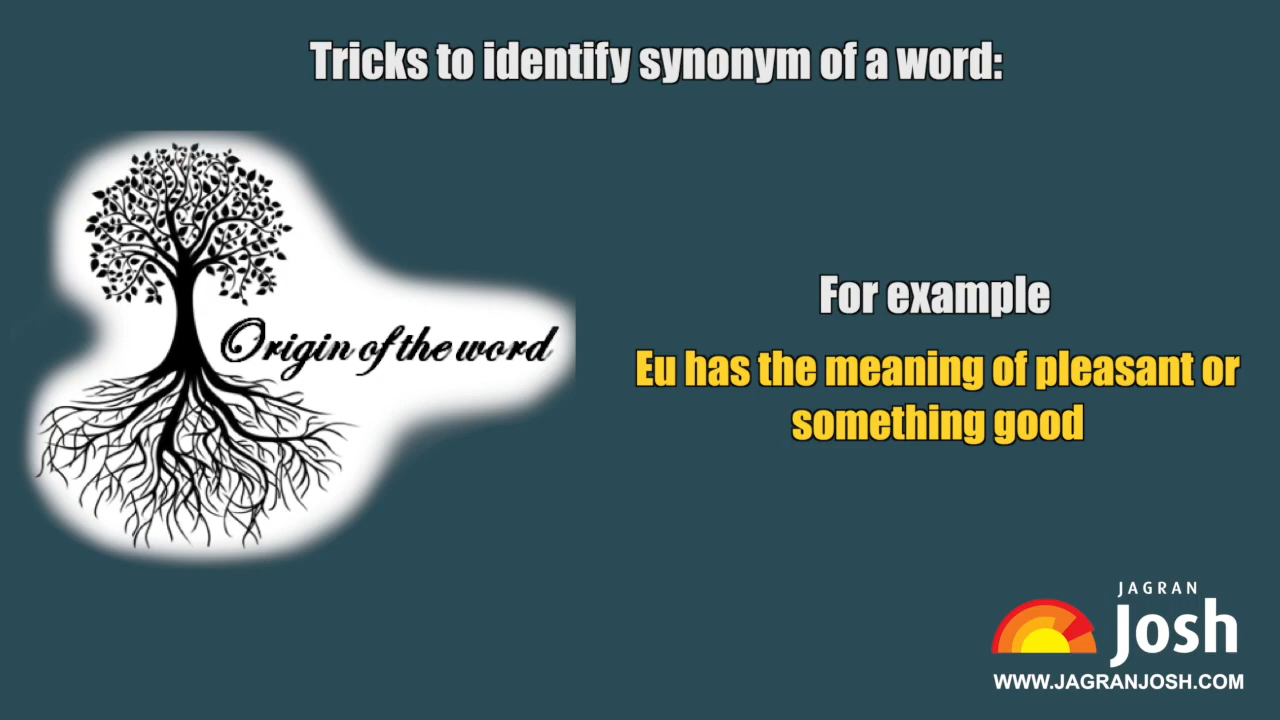 Tricks to identify synonym of a word:
Origin of the word
For example
Eu has the meaning of pleasant or
something good
JAGRAN
Josh
WWW.JAGRANJOSH.COM